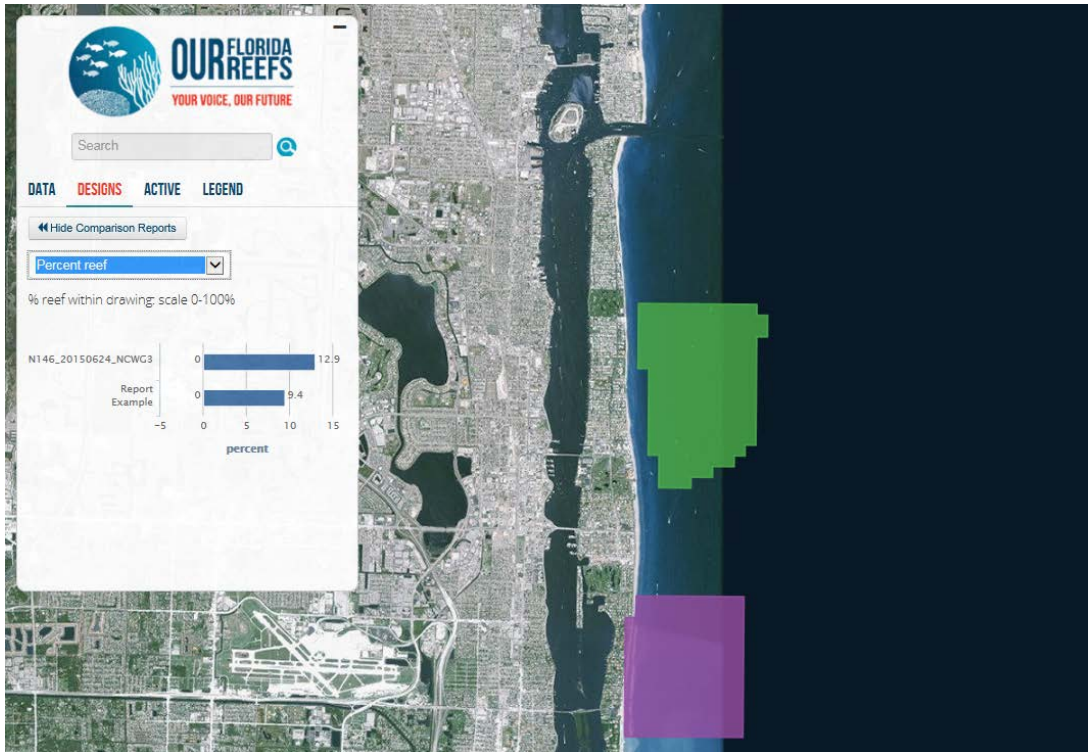 OUR FLORIDA REEFS
YOUR VOICE, OUR FUTURE
Search
DATA DESIGNS ACTIVE LEGEND
Hide Comparison Reports
Percent reef
% reef within drawing: scale 0-100%
N146_20150624_NCWG3 0 12.9
Report
Example 0 9.4
-5 0 5 10 15
percent